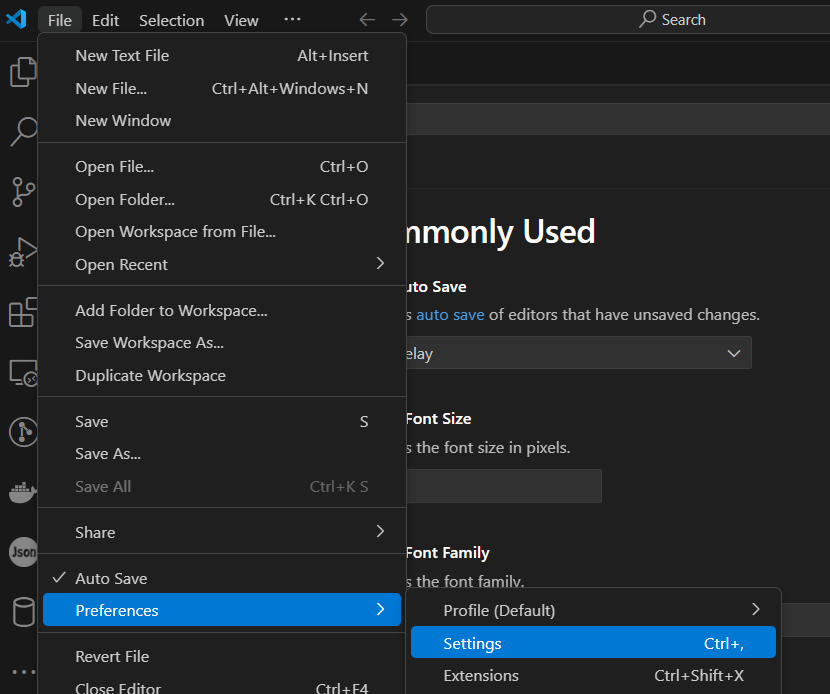 File Edit Selection View ··· Search
New Text File Alt+Insert
New File... Ctrl+Alt+Windows+N
New Window
Open File... Ctrl+O
Open Folder... Ctrl+K Ctrl+O
Open Workspace from File...
Open Recent
Add Folder to Workspace...
Save Workspace As...
Duplicate Workspace
Save S
Save As...
Save All Ctrl+K S
Share
Auto Save
Preferences
Revert File
Close Editor Ctrl+F4
Profile (Default)
Settings Ctrl+,
Extensions Ctrl+Shift+X
mmonly Used
uto Save
s auto save of editors that have unsaved changes.
elay
Font Size
s the font size in pixels.
Font Family
s the font family.
Json